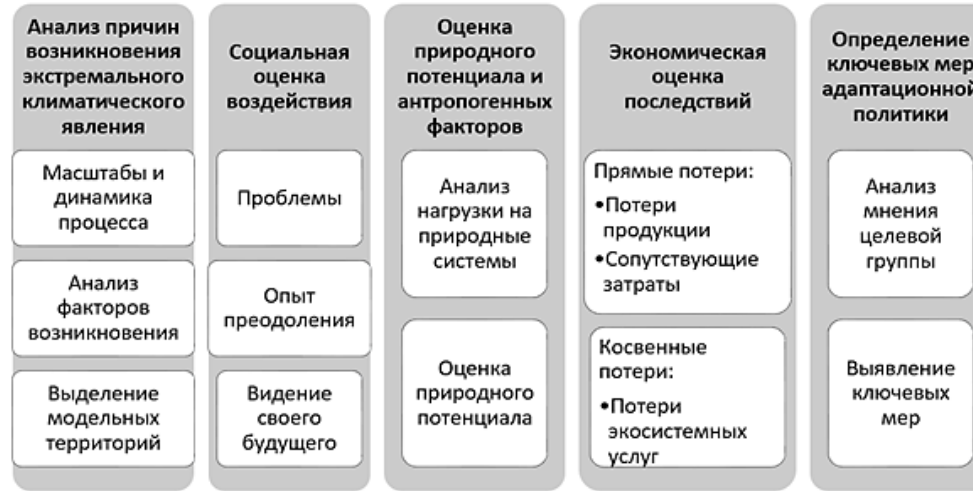 Анализ причин
возникновения
экстремального
климатического
явления
Масштабы и
динамика
процесса
Анализ
факторов
возникновения
Выделение
модельных
территорий
Социальная
оценка
воздействия
Проблемы
Опыт
преодоления
Видение
своего
будущего
Оценка
природного
потенциала и
антропогенных
факторов
Анализ
нагрузки на
природные
системы
Оценка
природного
потенциала
Экономическая
оценка
последствий
Прямые потери:
•Потери
продукции
•Сопутствующие
затраты
Косвенные
потери:
•Потери
экосистемных
услуг
Определение
ключевых мер
адаптационной
политики
Анализ
мнения
целевой
группы
Выявление
ключевых
мер